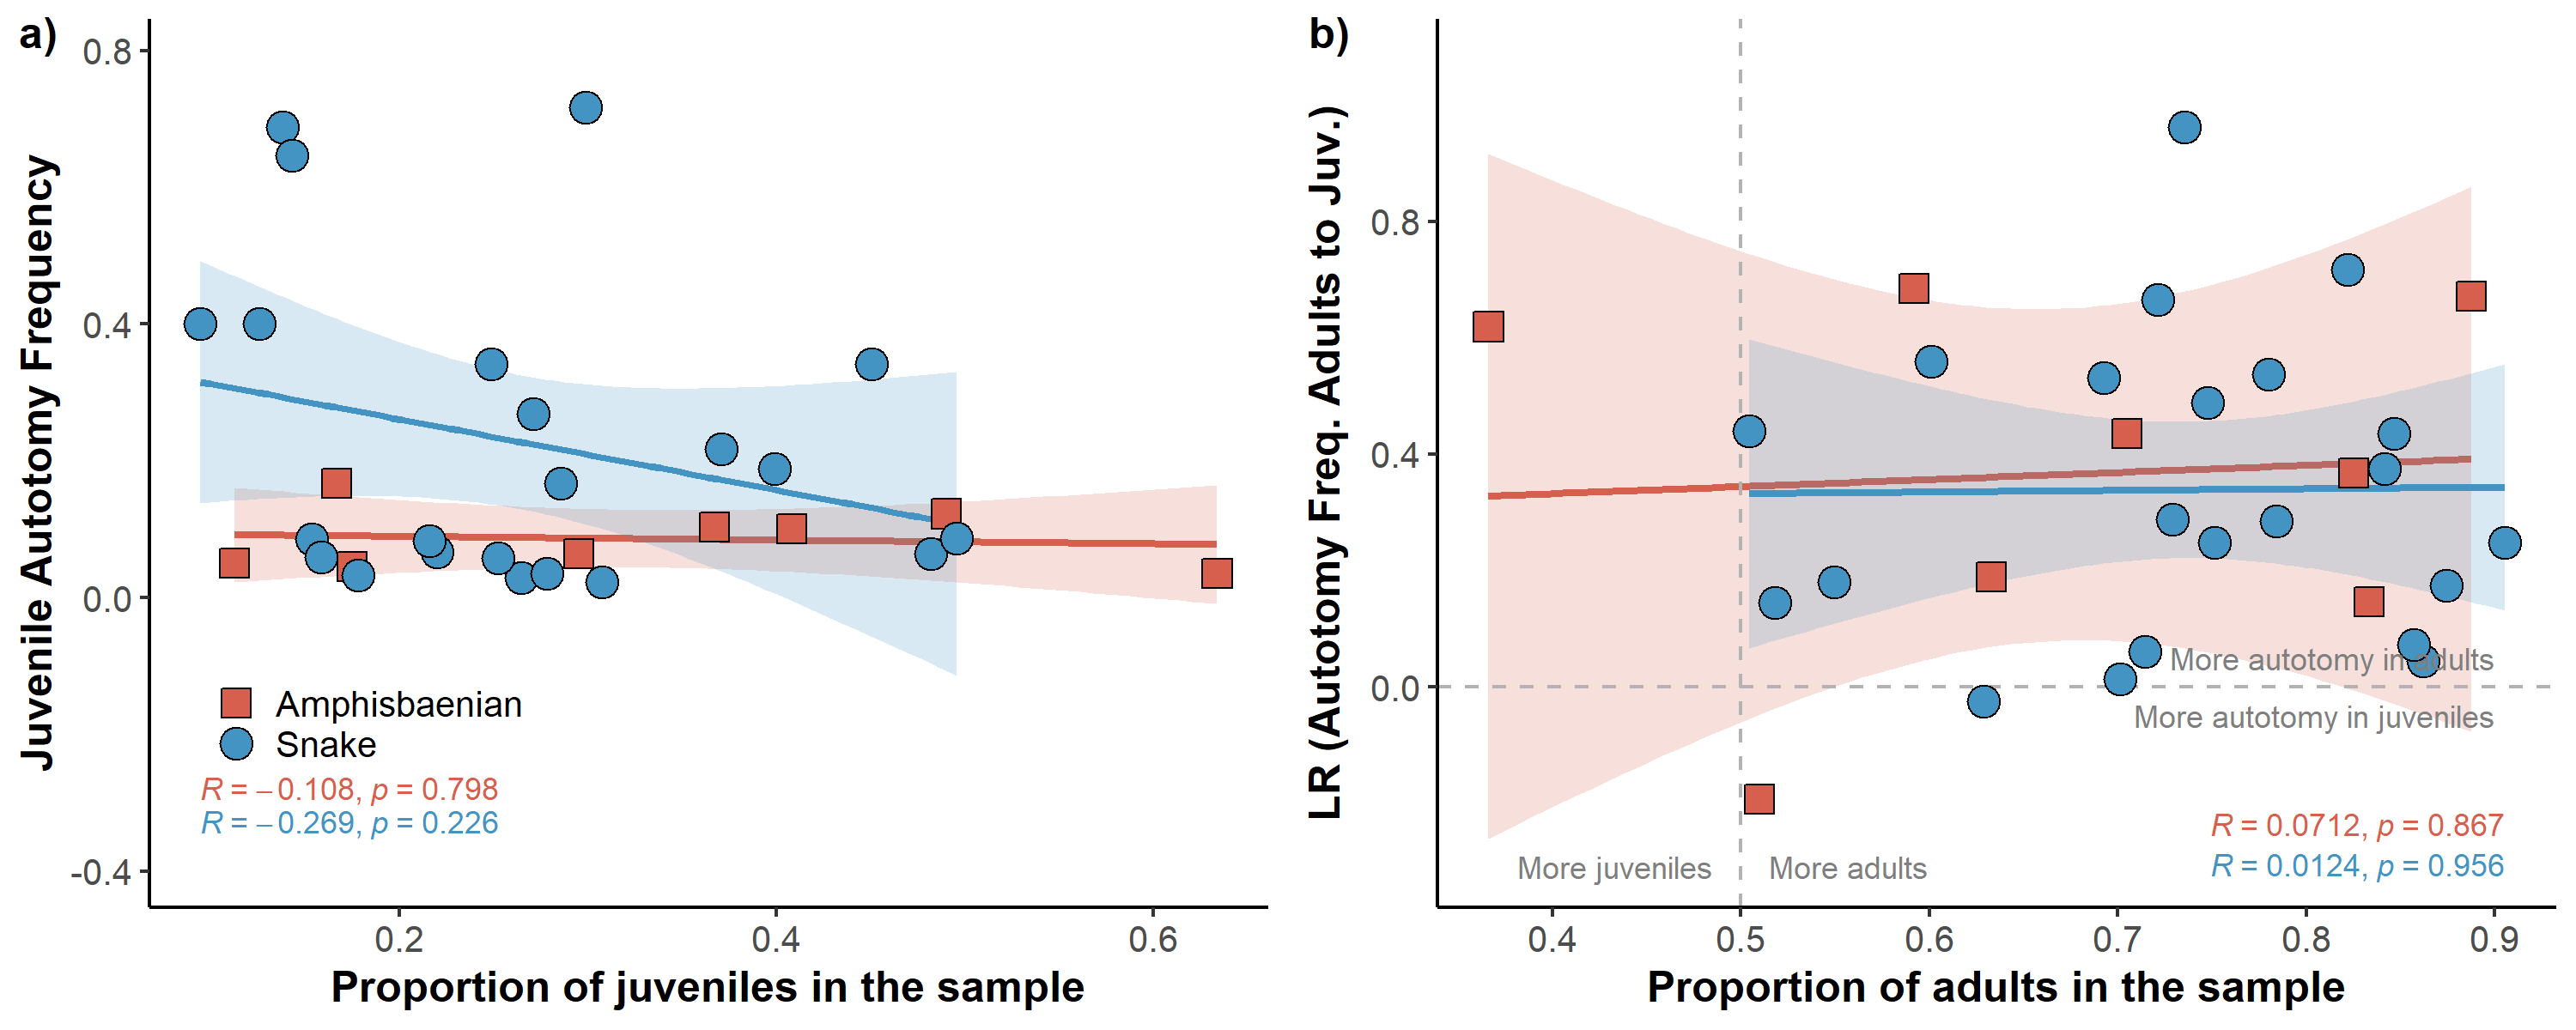 a)
Juvenile Autotomy Frequency
0.8
0.4
0.0
-0.4
Amphisbaenian
Snake
R = −0.108, p = 0.798
R = −0.269, p = 0.226
0.2 0.4 0.6
Proportion of juveniles in the sample
b)
LR (Autotomy Freq. Adults to Juv.)
0.8
0.4
0.0
More autotomy in adults
More autotomy in juveniles
R = 0.0712, p = 0.867
R = 0.0124, p = 0.956
More juveniles More adults
0.4 0.5 0.6 0.7 0.8 0.9
Proportion of adults in the sample